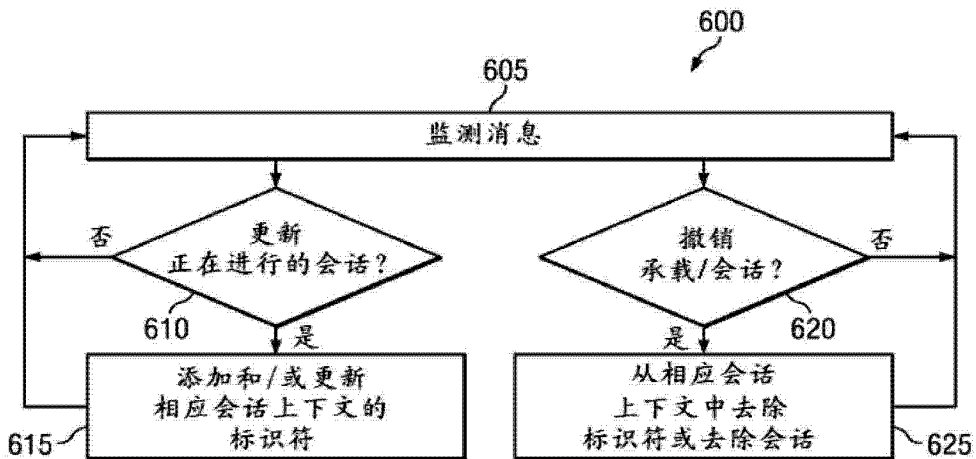 600
605
监测消息
否
更新
正在进行的会话?
610
是
添加和/或更新
相应会话上下文的
标识符
615
撤销
承载/会话?
否
620
是
从相应会话
上下文中去除
标识符或去除会话
625